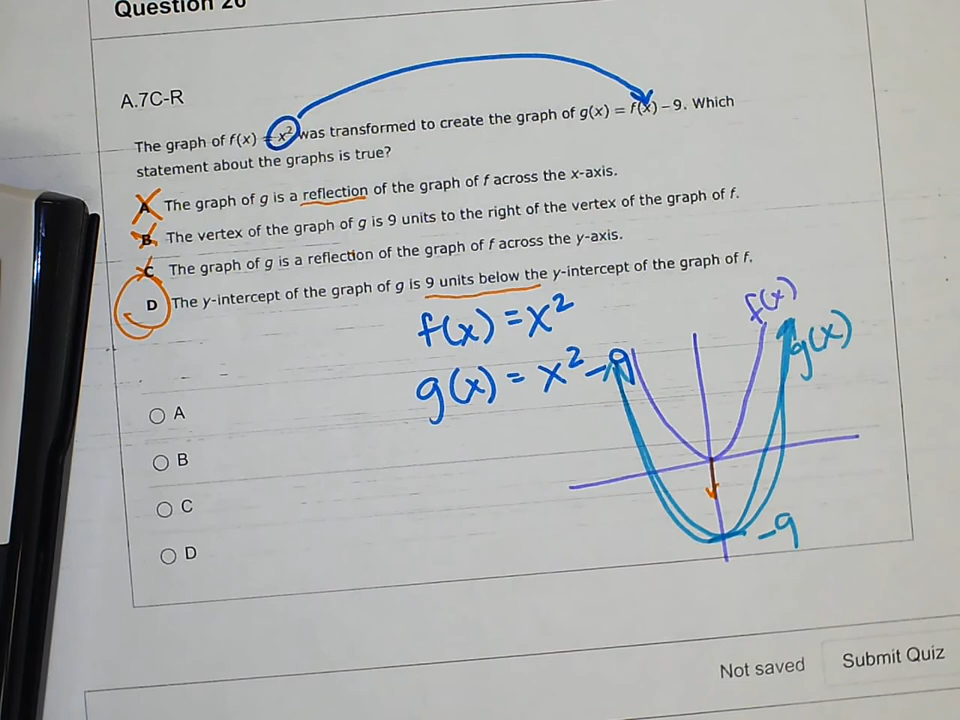 Question 20
A.7C-R
The graph of f(x) = x² was transformed to create the graph of g(x) = f(x) – 9. Which
statement about the graphs is true?
A The graph of g is a reflection of the graph of f across the x-axis.
B The vertex of the graph of g is 9 units to the right of the vertex of the graph of f.
C The graph of g is a reflection of the graph of f across the y-axis.
D The y-intercept of the graph of g is 9 units below the y-intercept of the graph of f.
f(x) = x²
g(x) = x² – 9
f(x)
g(x)
–9
A
B
C
D
Not saved
Submit Quiz